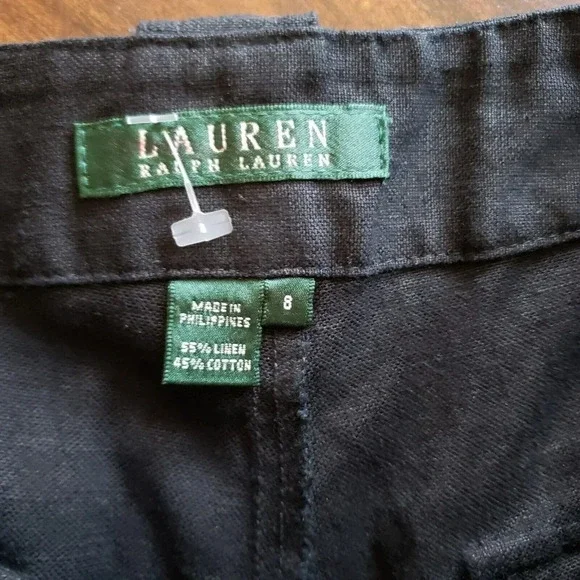 LAUREN
RALPH LAUREN
MADE IN
PHILIPPINES
8
55% LINEN
45% COTTON